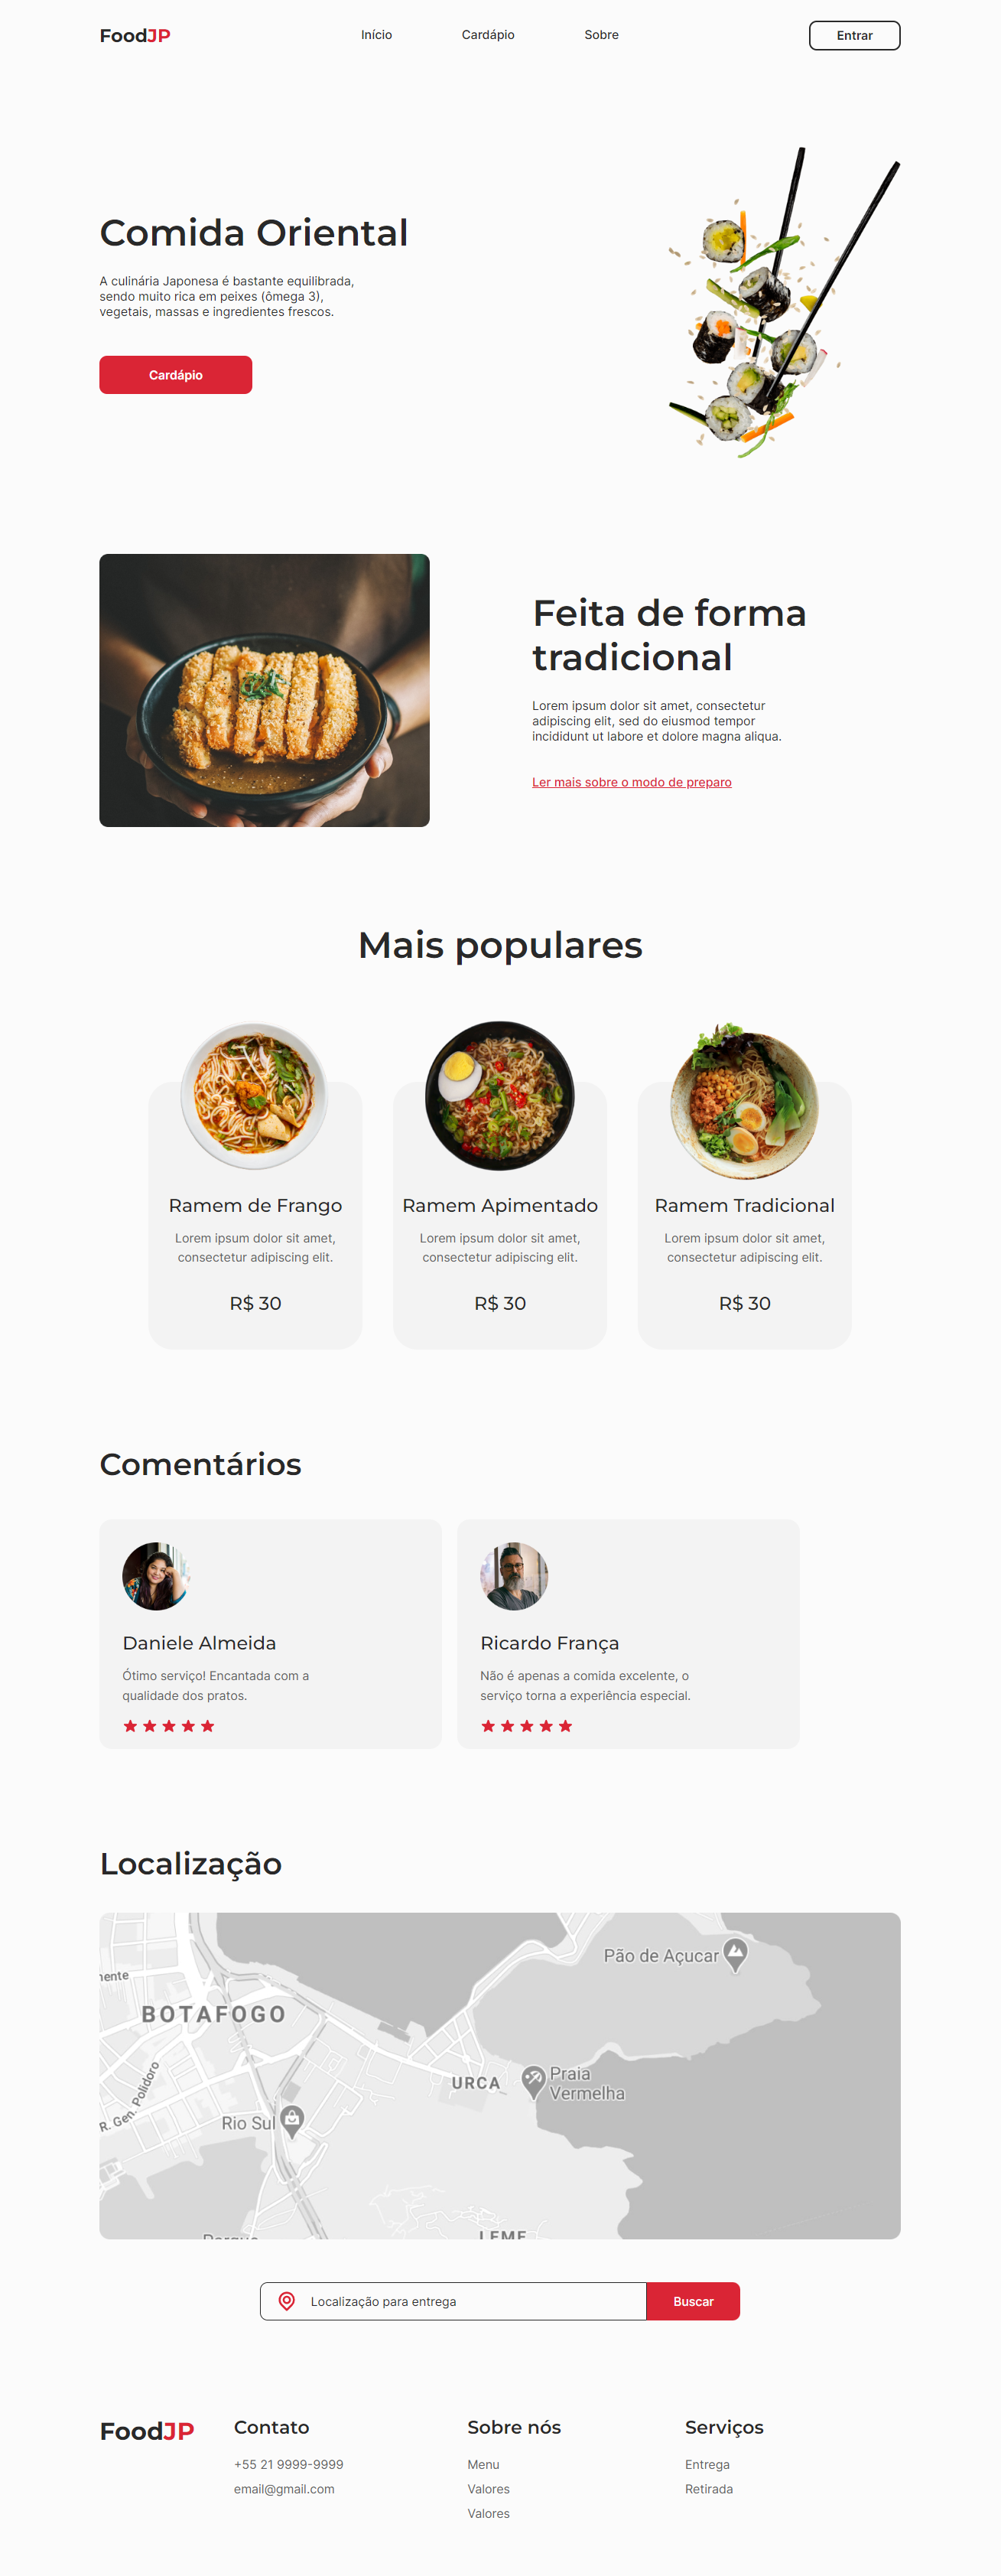 FoodJP
Início
Cardápio
Sobre
Entrar
Comida Oriental
A culinária Japonesa é bastante equilibrada,
sendo muito rica em peixes (ômega 3),
vegetais, massas e ingredientes frescos.
Cardápio
Feita de forma
tradicional
Lorem ipsum dolor sit amet, consectetur
adipiscing elit, sed do eiusmod tempor
incididunt ut labore et dolore magna aliqua.
Ler mais sobre o modo de preparo
Mais populares
Ramem de Frango
Lorem ipsum dolor sit amet,
consectetur adipiscing elit.
R$ 30
Ramem Apimentado
Lorem ipsum dolor sit amet,
consectetur adipiscing elit.
R$ 30
Ramem Tradicional
Lorem ipsum dolor sit amet,
consectetur adipiscing elit.
R$ 30
Comentários
Daniele Almeida
Ótimo serviço! Encantada com a
qualidade dos pratos.
Ricardo França
Não é apenas a comida excelente, o
serviço torna a experiência especial.
Localização
Pão de Açucar
nente
BOTAFOGO
R. Gen. Polidoro
URCA
Praia
Vermelha
Rio Sul
LEME
Localização para entrega
Buscar
FoodJP
Contato
+55 21 9999-9999
email@gmail.com
Sobre nós
Menu
Valores
Valores
Serviços
Entrega
Retirada